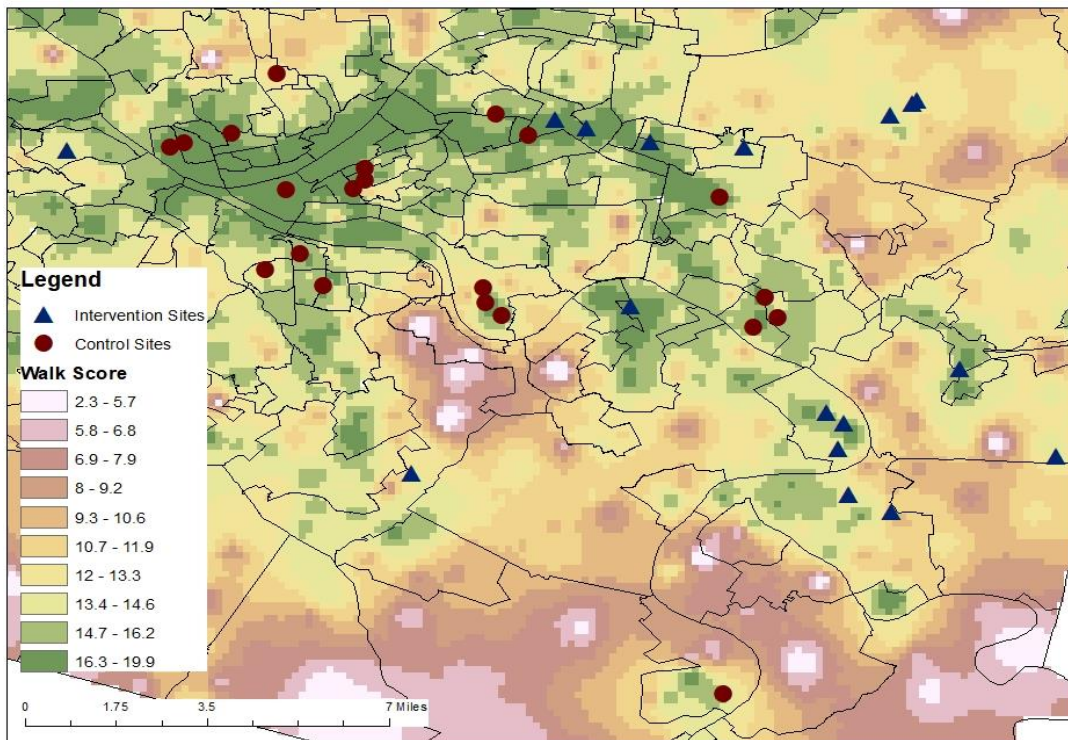 Legend
Intervention Sites
Control Sites
Walk Score
2.3 - 5.7
5.8 - 6.8
6.9 - 7.9
8 - 9.2
9.3 - 10.6
10.7 - 11.9
12 - 13.3
13.4 - 14.6
14.7 - 16.2
16.3 - 19.9
0 1.75 3.5 7 Miles